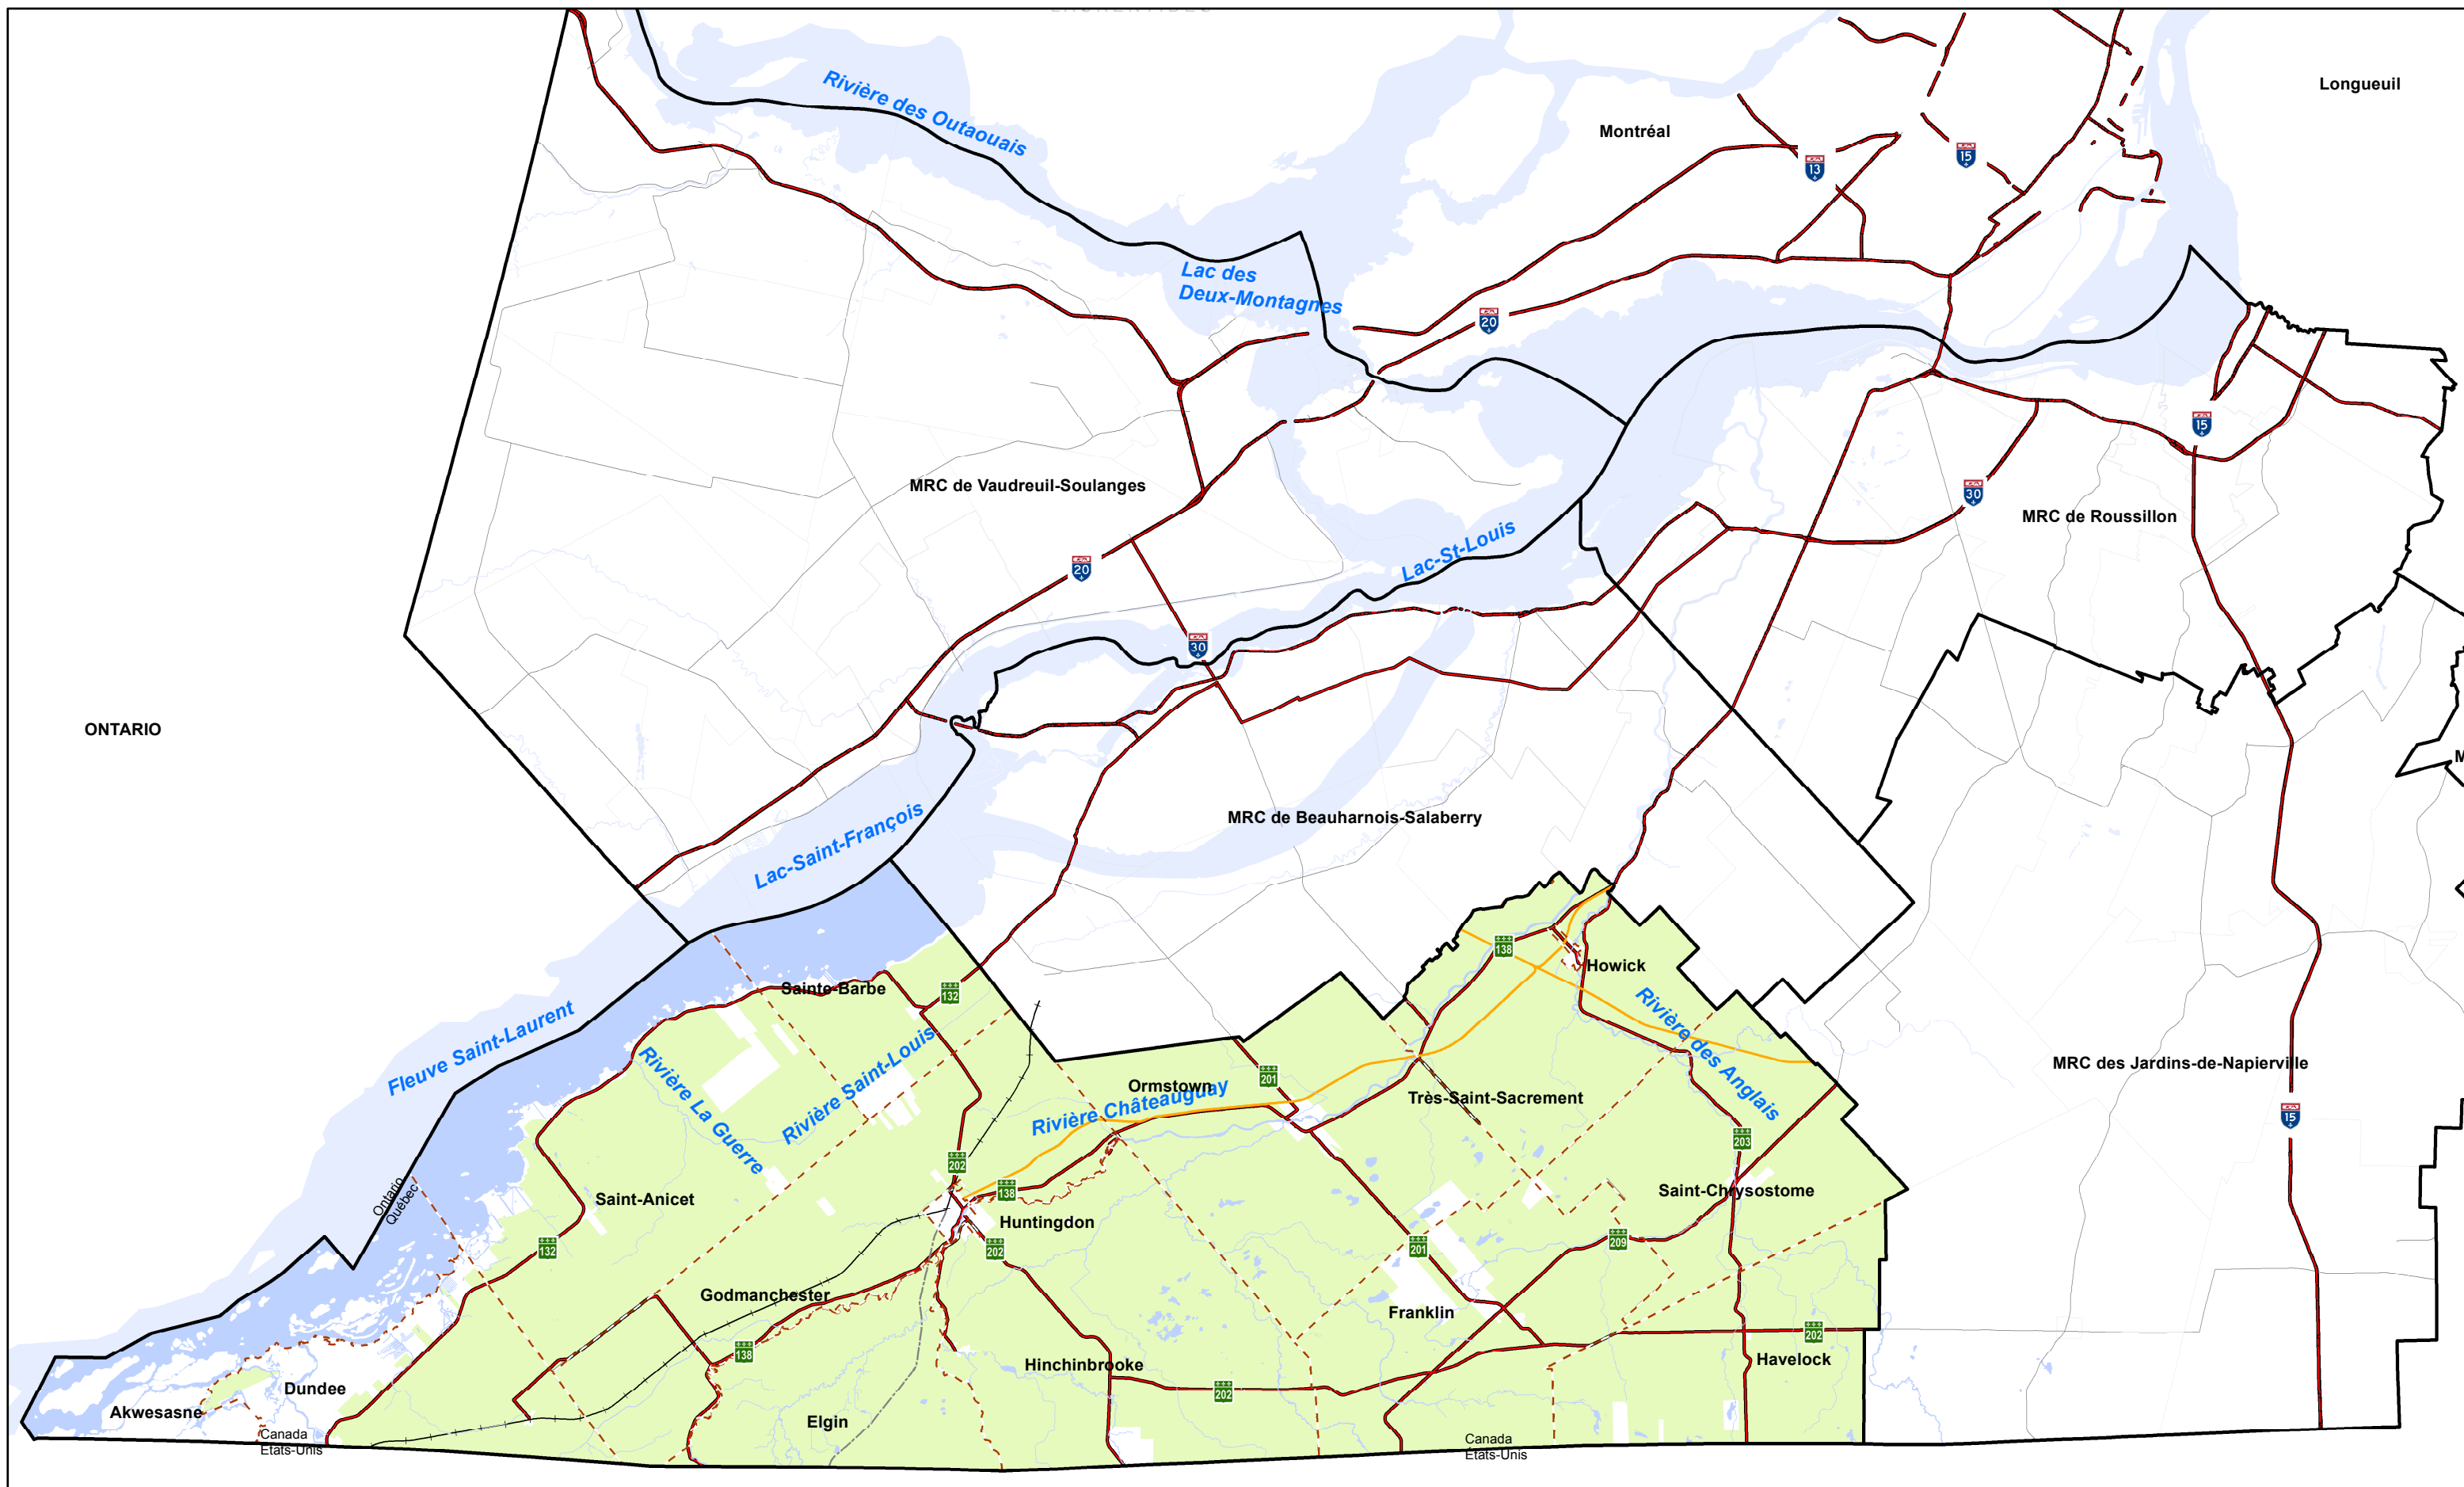 LAURENTIDES
Longueuil
Rivière des Outaouais
Montréal
13
15
Lac des
Deux-Montagnes
20
15
MRC de Vaudreuil-Soulanges
30
MRC de Roussillon
Lac-St-Louis
20
30
ONTARIO
M
MRC de Beauharnois-Salaberry
Lac-Saint-François
138
Howick
Sainte-Barbe
132
Rivière des Anglais
Fleuve Saint-Laurent
Rivière La Guerre
Rivière Saint-Louis
MRC des Jardins-de-Napierville
201
Ormstown
Rivière Châteauguay
Très-Saint-Sacrement
15
203
202
138
Saint-Chrysostome
Saint-Anicet
Ontario
Québec
Huntingdon
132
202
201
209
Godmanchester
Franklin
202
138
Hinchinbrooke
Havelock
Dundee
202
Akwesasne
Elgin
Canada
États-Unis
Canada
États-Unis